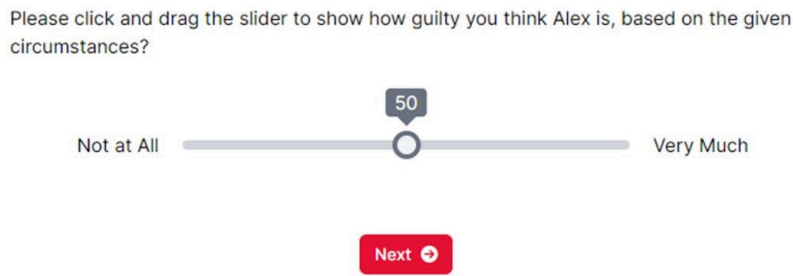 Please click and drag the slider to show how guilty you think Alex is, based on the given
circumstances?
50
Not at All Very Much
Next